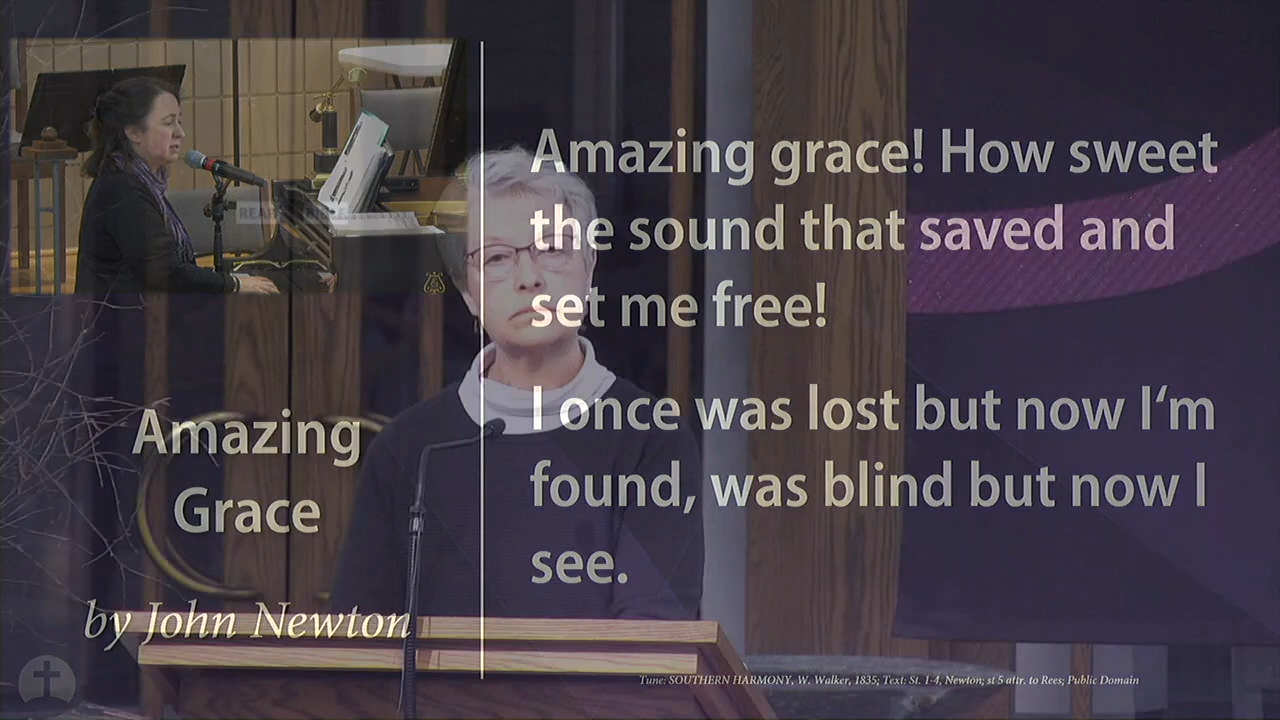 Amazing grace! How sweet
the sound that saved and
set me free!
I once was lost but now I‘m
found, was blind but now I
see.
Amazing
Grace
by John Newton
Tune: SOUTHERN HARMONY, W. Walker, 1835; Text: St. 1-4, Newton; st 5 attr. to Rees; Public Domain